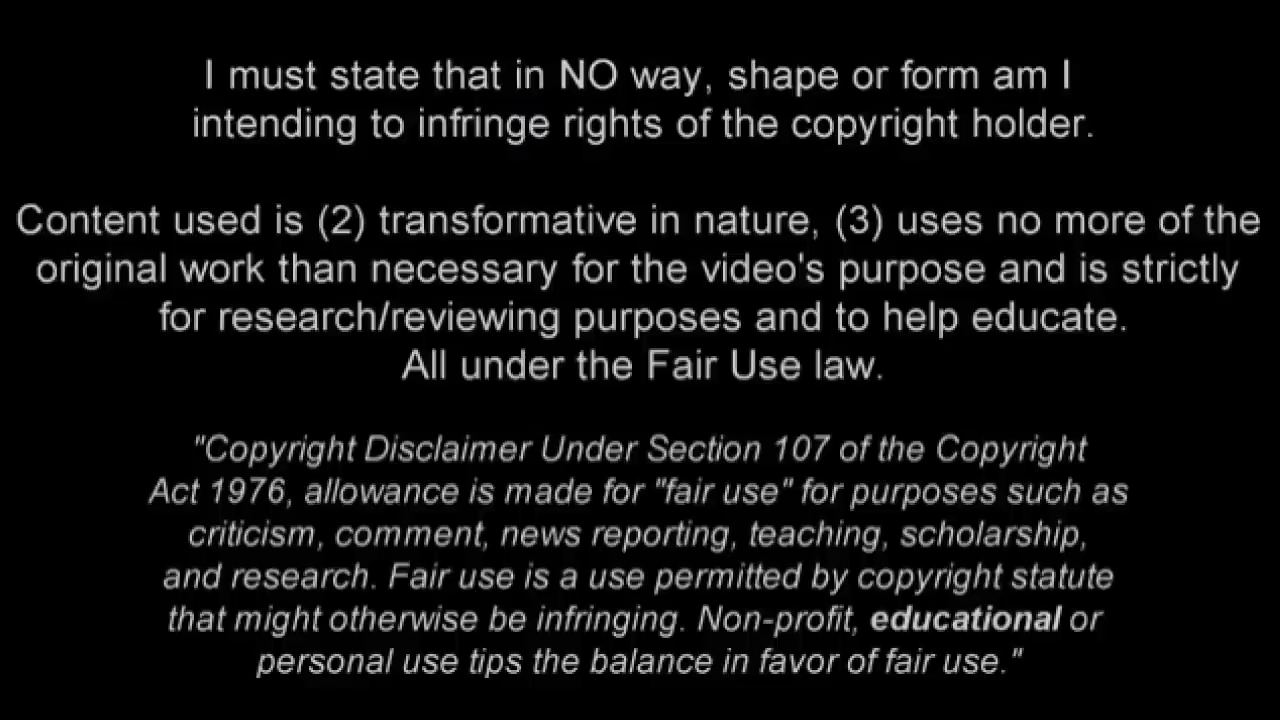 I must state that in NO way, shape or form am I
intending to infringe rights of the copyright holder.
Content used is (2) transformative in nature, (3) uses no more of the
original work than necessary for the video's purpose and is strictly
for research/reviewing purposes and to help educate.
All under the Fair Use law.
"Copyright Disclaimer Under Section 107 of the Copyright
Act 1976, allowance is made for "fair use" for purposes such as
criticism, comment, news reporting, teaching, scholarship,
and research. Fair use is a use permitted by copyright statute
that might otherwise be infringing. Non-profit, educational or
personal use tips the balance in favor of fair use."